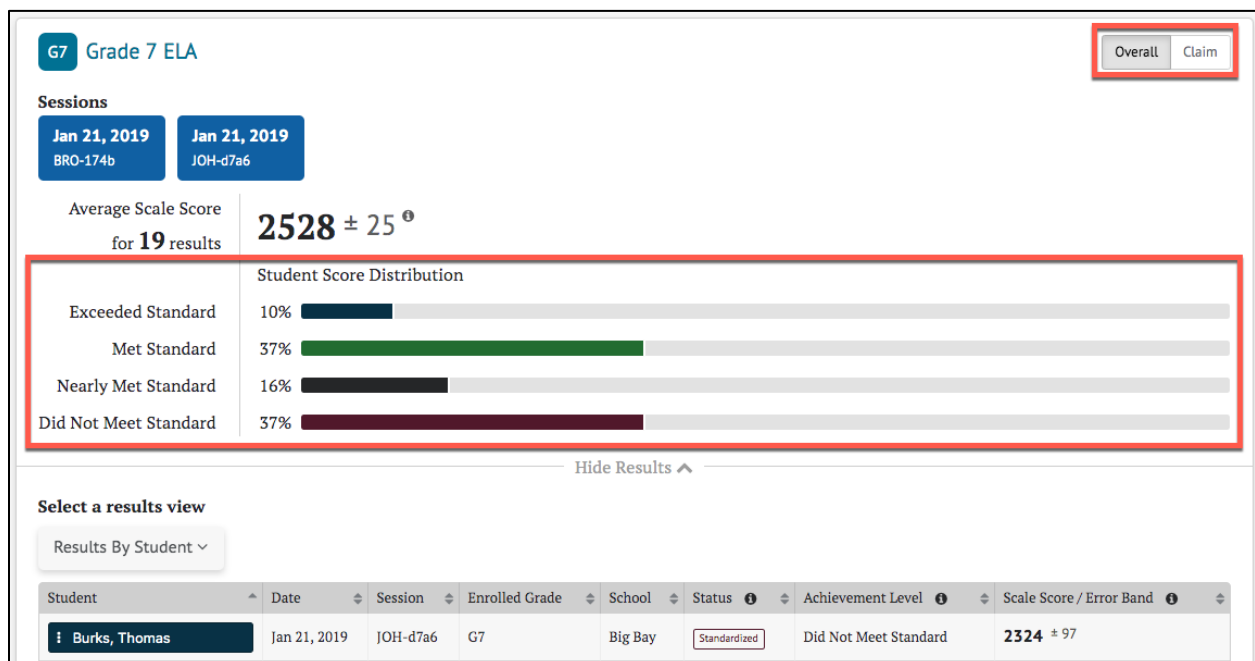 G7 Grade 7 ELA
Overall Claim
Sessions
Jan 21, 2019 Jan 21, 2019
BRO-174b JOH-d7a6
Average Scale Score
for 19 results
2528 ± 25
Student Score Distribution
Exceeded Standard 10%
Met Standard 37%
Nearly Met Standard 16%
Did Not Meet Standard 37%
Hide Results
Select a results view
Results By Student
Student Date Session Enrolled Grade School Status Achievement Level Scale Score / Error Band
Burks, Thomas Jan 21, 2019 JOH-d7a6 G7 Big Bay Standardized Did Not Meet Standard 2324 ± 97